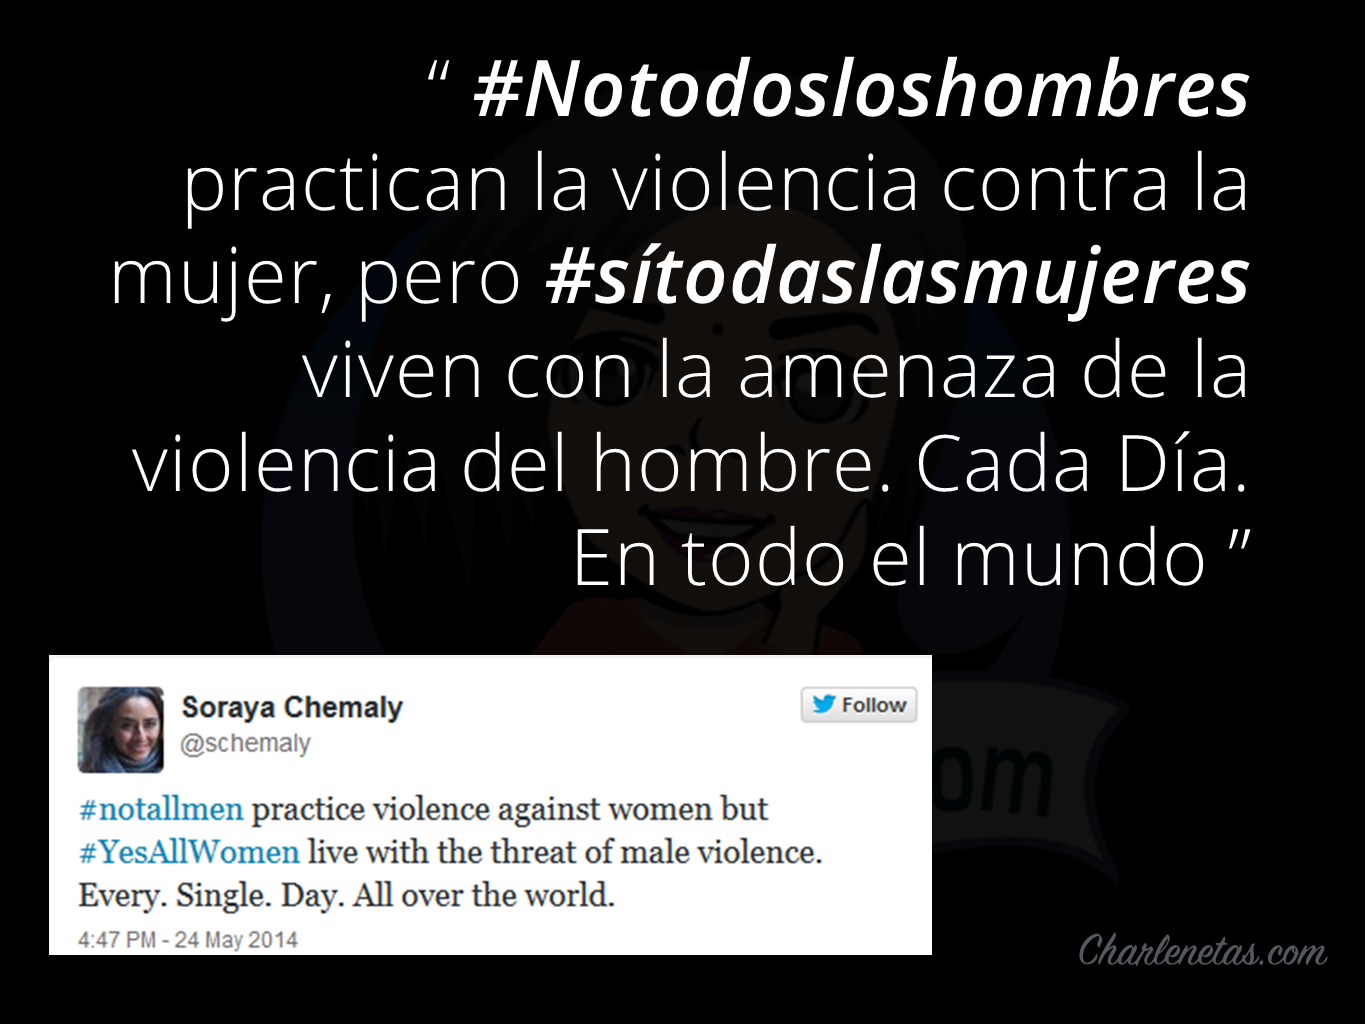 “ #Notodosloshombres
practican la violencia contra la
mujer, pero #sítodaslasmujeres
viven con la amenaza de la
violencia del hombre. Cada Día.
En todo el mundo ”
Soraya Chemaly
Follow
@schemaly
#notallmen practice violence against women but
#YesAllWomen live with the threat of male violence.
Every. Single. Day. All over the world.
4:47 PM - 24 May 2014
om
Charlenetas.com